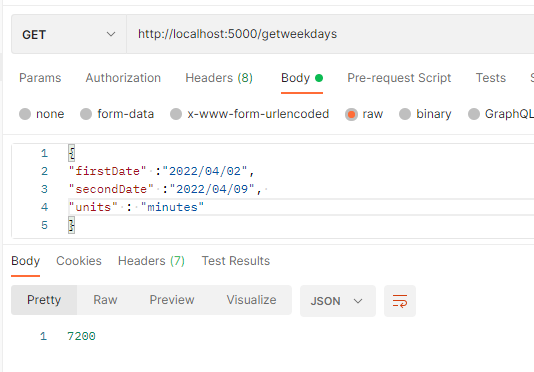 GET http://localhost:5000/getweekdays
Params Authorization Headers (8) Body Pre-request Script Tests S
none form-data x-www-form-urlencoded raw binary GraphQL
1 {
2 "firstDate" :"2022/04/02",
3 "secondDate" :"2022/04/09",
4 "units" : "minutes"
5 }
Body Cookies Headers (7) Test Results
Pretty Raw Preview Visualize JSON
1 7200